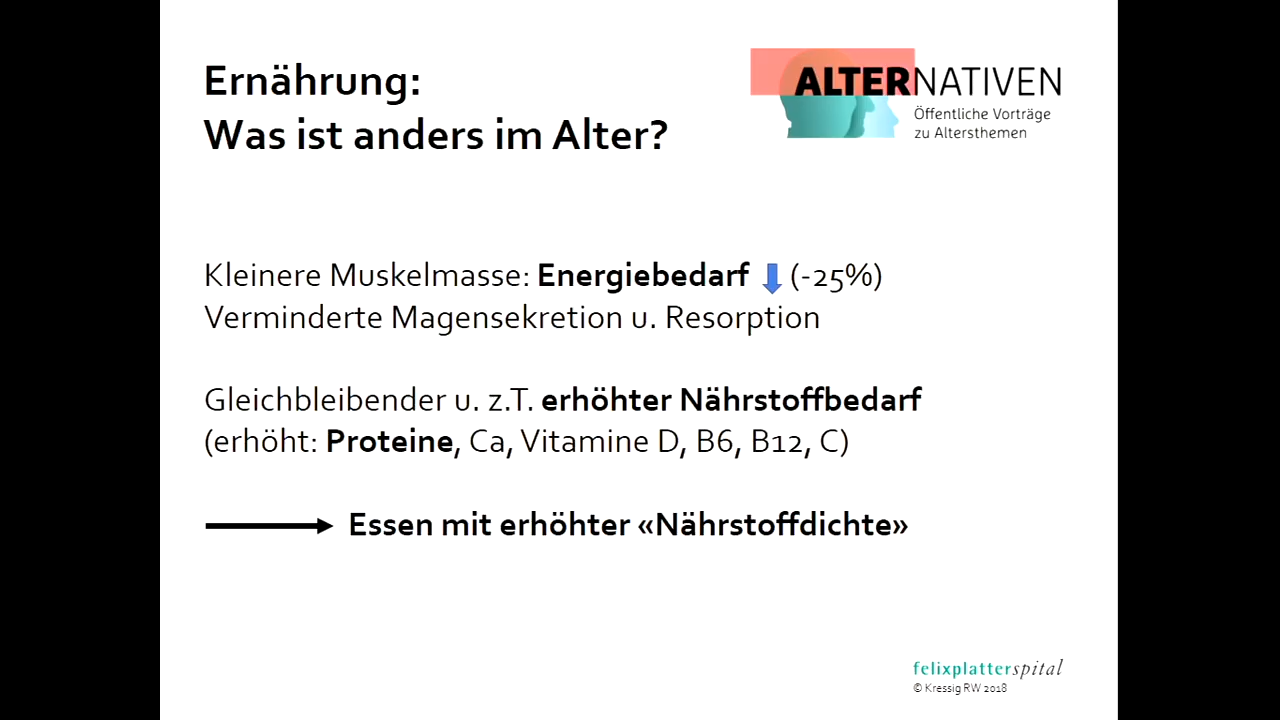 Ernährung:
Was ist anders im Alter?
ALTERNATIVEN
Öffentliche Vorträge
zu Altersthemen
Kleinere Muskelmasse: Energiebedarf (-25%)
Verminderte Magensekretion u. Resorption
Gleichbleibender u. z.T. erhöhter Nährstoffbedarf
(erhöht: Proteine, Ca, Vitamine D, B6, B12, C)
Essen mit erhöhter «Nährstoffdichte»
felixplatterspital
© Kressig RW 2018